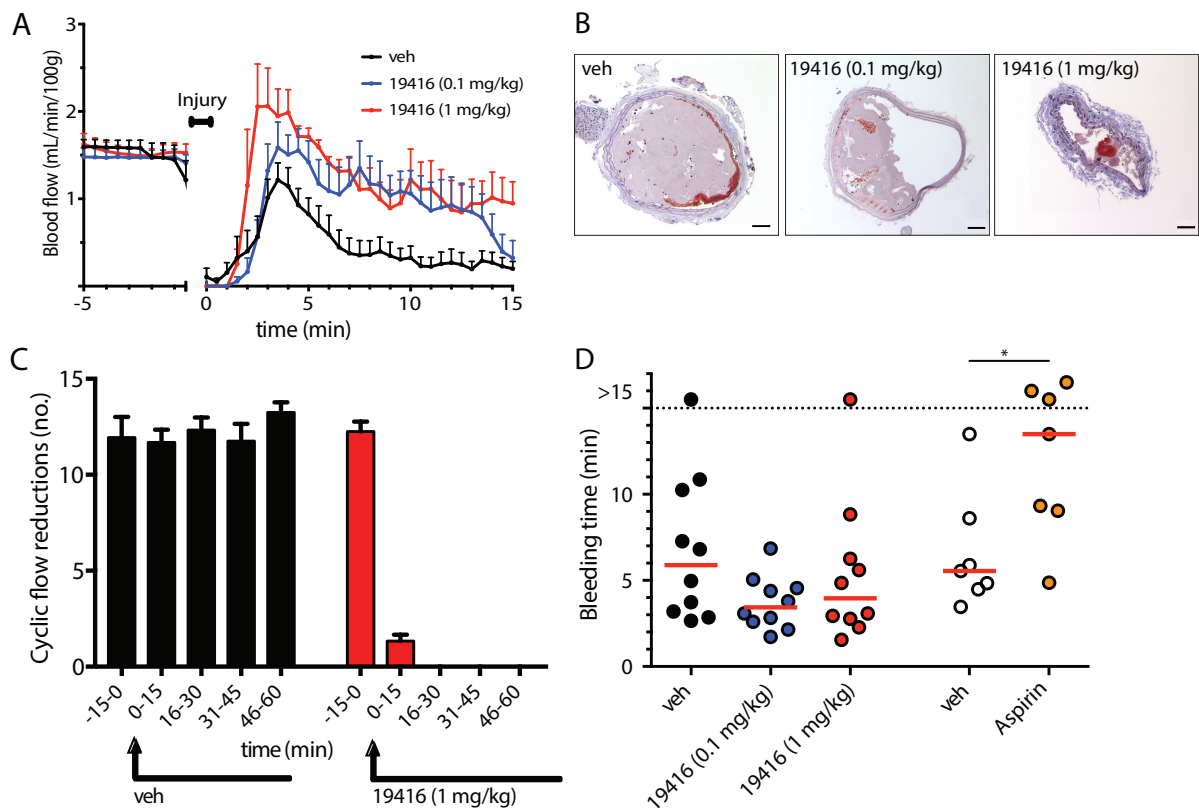 A
Blood flow (mL/min/100g)
3
2
1
0
-5
0
5
10
15
time (min)
Injury
veh
19416 (0.1 mg/kg)
19416 (1 mg/kg)
B
veh
19416 (0.1 mg/kg)
19416 (1 mg/kg)
C
Cyclic flow reductions (no.)
15
10
5
0
-15-0
0-15
16-30
31-45
46-60
-15-0
0-15
16-30
31-45
46-60
time (min)
veh
19416 (1 mg/kg)
D
Bleeding time (min)
>15
10
5
0
*
veh
19416 (0.1 mg/kg)
19416 (1 mg/kg)
veh
Aspirin